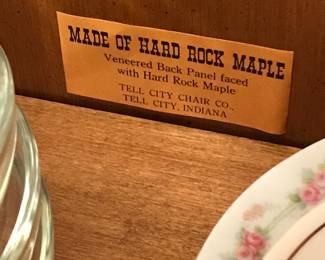 MADE OF HARD ROCK MAPLE
Veneered Back Panel faced
with Hard Rock Maple
TELL CITY CHAIR CO.,
TELL CITY, INDIANA